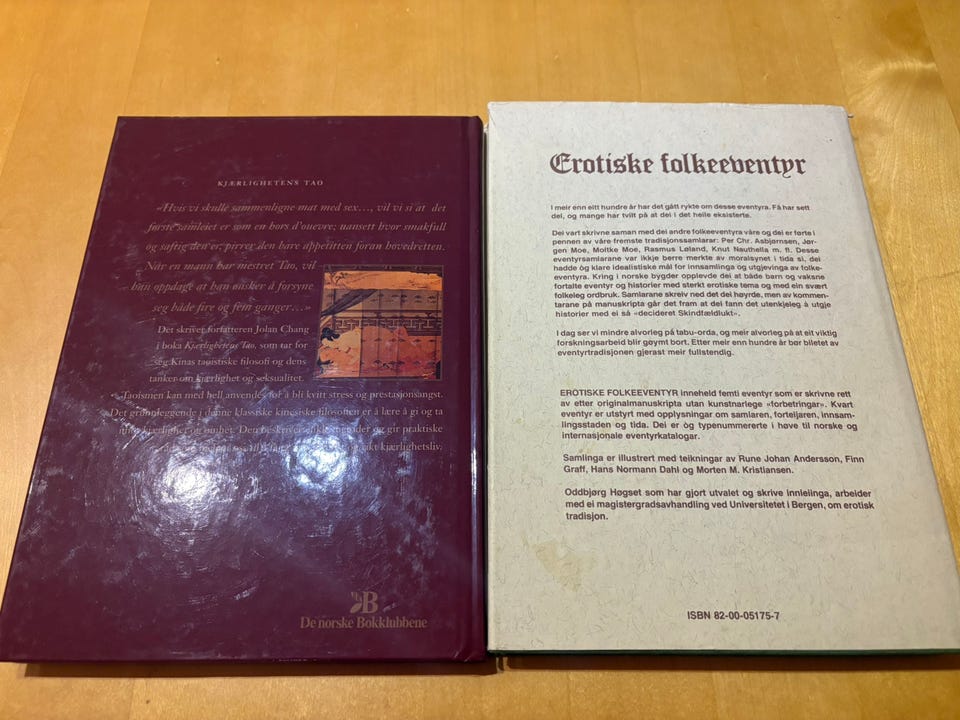 KJÆRLIGHETENS TAO
«Hvis vi skulle sammenligne mat med sex…, vil vi si at det
første samleiet er som en hors d'ouevre; uansett hvor smakfull
og saftig den er, pirrer den bare appetitten foran hovedretten.
Når en mann har mestret Tao, vil
han oppdage at han ønsker å forsyne
seg både fire og fem ganger…»
Det skriver forfatteren Jolan Chang
i boka Kjærlighetens Tao, som tar for
seg Kinas taoistiske filosofi og dens
tanker om kjærlighet og seksualitet.
Taoismen kan med hell anvendes for å bli kvitt stress og prestasjonsangst.
Det grunnleggende i denne klassiske kinesiske filosofien er å lære å gi og ta
imot kjærlighet og ømhet. Den beskriver og gir praktiske
rikt kjærlighetsliv.
B
De norske Bokklubbene
Erotiske folkeeventyr
I meir enn eitt hundre år har det gått rykte om desse eventyra. Få har sett
dei, og mange har tvilt på at dei i det heile eksisterte.
Dei vart skrivne saman med dei andre folkeeventyra våre og dei er førte i
pennen av våre fremste tradisjonssamlarar: Per Chr. Asbjørnsen, Jør-
gen Moe, Moltke Moe, Rasmus Løland, Knut Nauthella m. fl. Desse
eventyrsamlarane var ikkje berre merkte av moralsynet i tida si, dei
hadde òg klare idealistiske mål for innsamlinga og utgjevinga av folke-
eventyra. Kring i norske bygder opplevde dei at både barn og vaksne
fortalte eventyr og historier med sterkt erotiske tema og med ein svært
folkeleg ordbruk. Samlarane skreiv ned det dei høyrde, men av kommen-
tarane på manuskripta går det fram at dei fann det utenkjeleg å utgje
historier med ei så «decideret Skindtældlukt».
I dag ser vi mindre alvorleg på tabu-orda, og meir alvorleg på at eit viktig
forskningsarbeid blir gøymt bort. Etter meir enn hundre år bør biletet av
eventyrtradisjonen gjerast meir fullstendig.
EROTISKE FOLKEEVENTYR inneheld femti eventyr som er skrivne rett
av etter originalmanuskripta utan kunstnarlege «forbetringar». Kvart
eventyr er utstyrt med opplysningar om samlaren, forteljaren, innsam-
lingsstaden og tida. Dei er òg typenummererte i høve til norske og
internasjonale eventyrkatalogar.
Samlinga er illustrert med teikningar av Rune Johan Andersson, Finn
Graff, Hans Normann Dahl og Morten M. Kristiansen.
Oddbjørg Høgset som har gjort utvalet og skrive innleiinga, arbeider
med ei magistergradsavhandling ved Universitetet i Bergen, om erotisk
tradisjon.
ISBN 82-00-05175-7